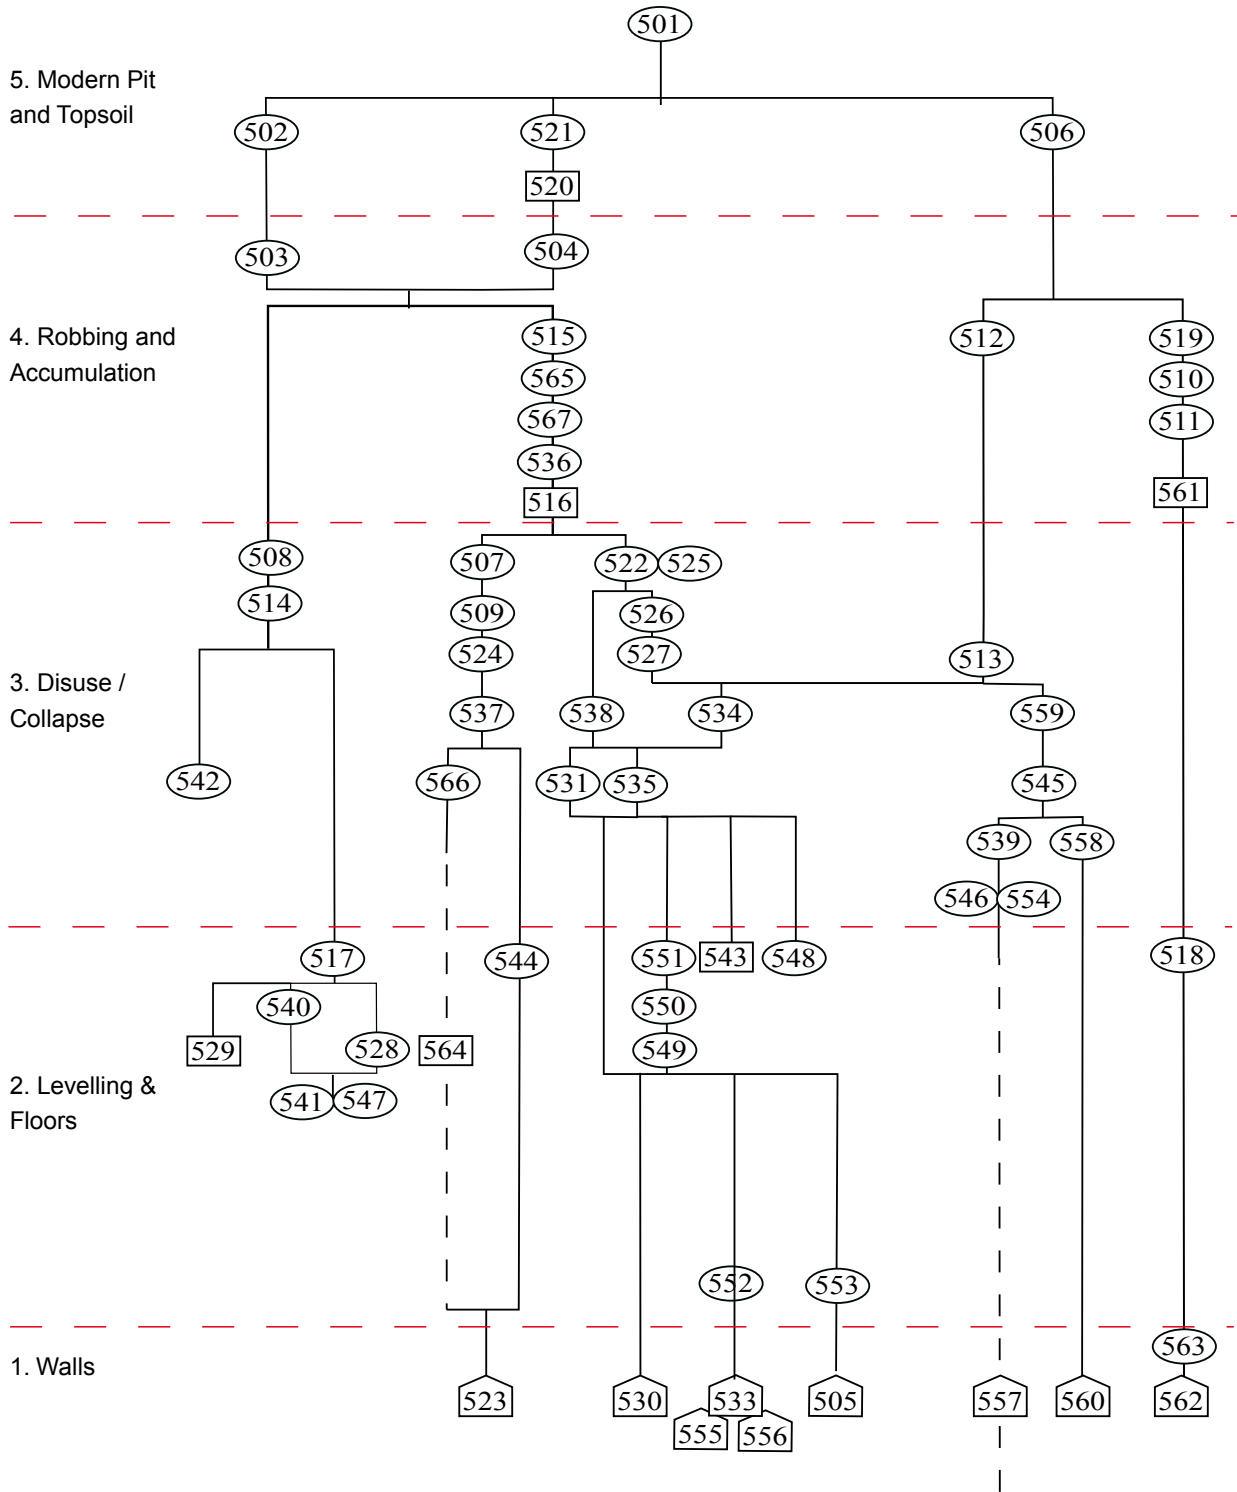 501
5. Modern Pit
and Topsoil
502 521 506
520
503 504
4. Robbing and
Accumulation
515 512 519
565 510
567 511
536
516 561
508 507 522 525
514 509 526
524 527 513
3. Disuse /
Collapse
537 538 534 559
542 566 531 535 545
539 558
546 554
517 544 551 543 548 518
540 550
529 528 564 549
2. Levelling &
Floors
541 547
552 553
1. Walls
563
523 530 533 505 557 560 562
555 556